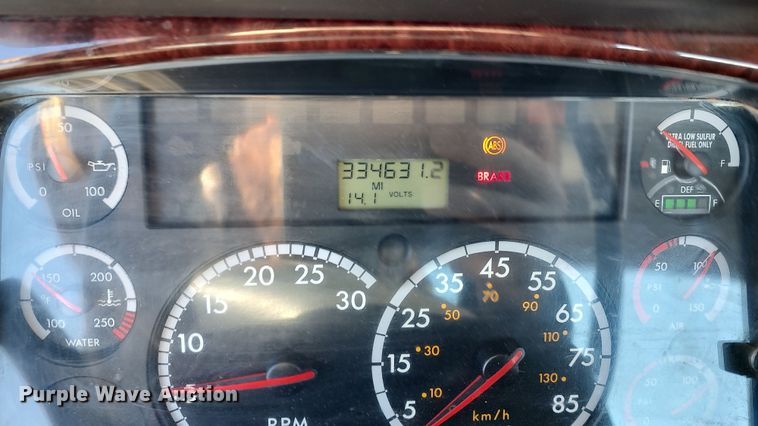 50
PSI
0 100
OIL
150 200
°F
100 250
WATER
334631.2
MI
14.1 VOLTS
ABS
BRAKE
ULTRA LOW SULFUR
DIESEL FUEL ONLY
F
DEF
E F
50 100
PSI
0 150
AIR
5 10 15 20 25 30
RPM
5 15 25 35 45 55 65 75 85
10 30 50 70 90 110 130
km/h
Purple Wave Auction